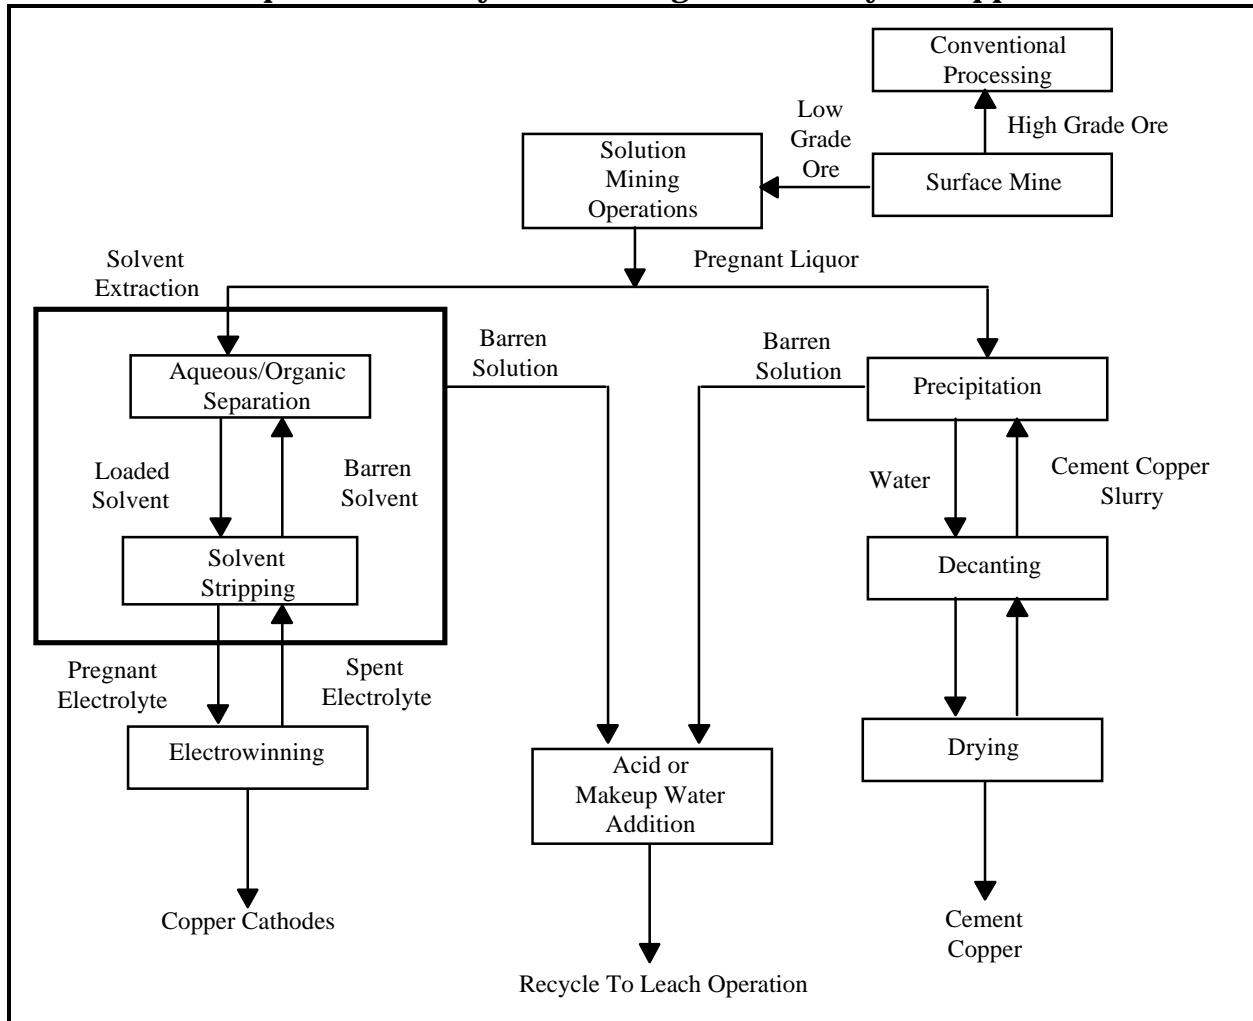 Conventional
Processing
High Grade Ore
Low
Grade
Ore
Surface Mine
Solution
Mining
Operations
Pregnant Liquor
Solvent
Extraction
Aqueous/Organic
Separation
Loaded
Solvent
Barren
Solvent
Solvent
Stripping
Pregnant
Electrolyte
Spent
Electrolyte
Electrowinning
Copper Cathodes
Barren
Solution
Barren
Solution
Acid or
Makeup Water
Addition
Recycle To Leach Operation
Precipitation
Water
Cement Copper
Slurry
Decanting
Drying
Cement
Copper